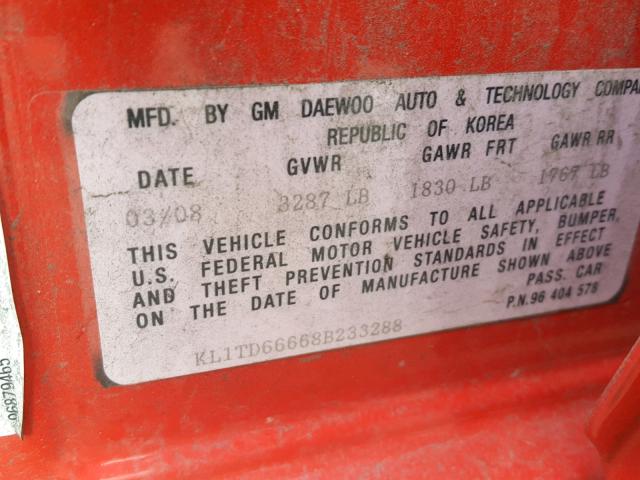 MFD. BY GM DAEWOO AUTO & TECHNOLOGY COMPA
REPUBLIC OF KOREA
DATE GVWR GAWR FRT GAWR RR
03/08 3287 LB 1830 LB 1767 LB
THIS VEHICLE CONFORMS TO ALL APPLICABLE
U.S. FEDERAL MOTOR VEHICLE SAFETY, BUMPER,
AND THEFT PREVENTION STANDARDS IN EFFECT
ON THE DATE OF MANUFACTURE SHOWN ABOVE
PASS. CAR
P.N.96 404 578
KL1TD66668B233288
96879465